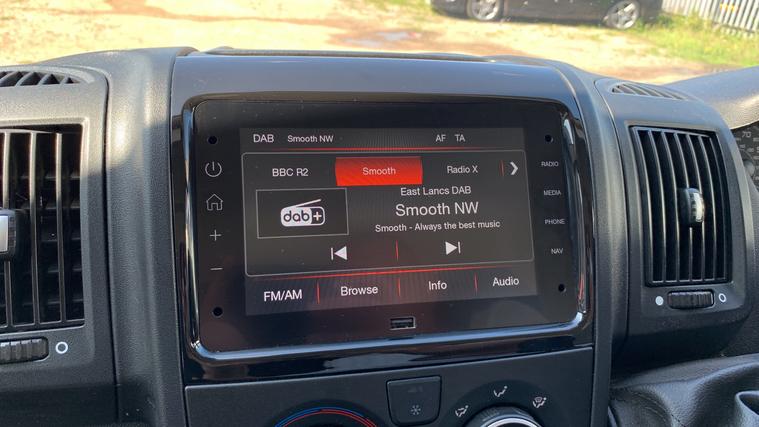 DAB Smooth NW AF TA
BBC R2 Smooth Radio X
East Lancs DAB
dab+
Smooth NW
Smooth - Always the best music
FM/AM Browse Info Audio
RADIO
MEDIA
PHONE
NAV